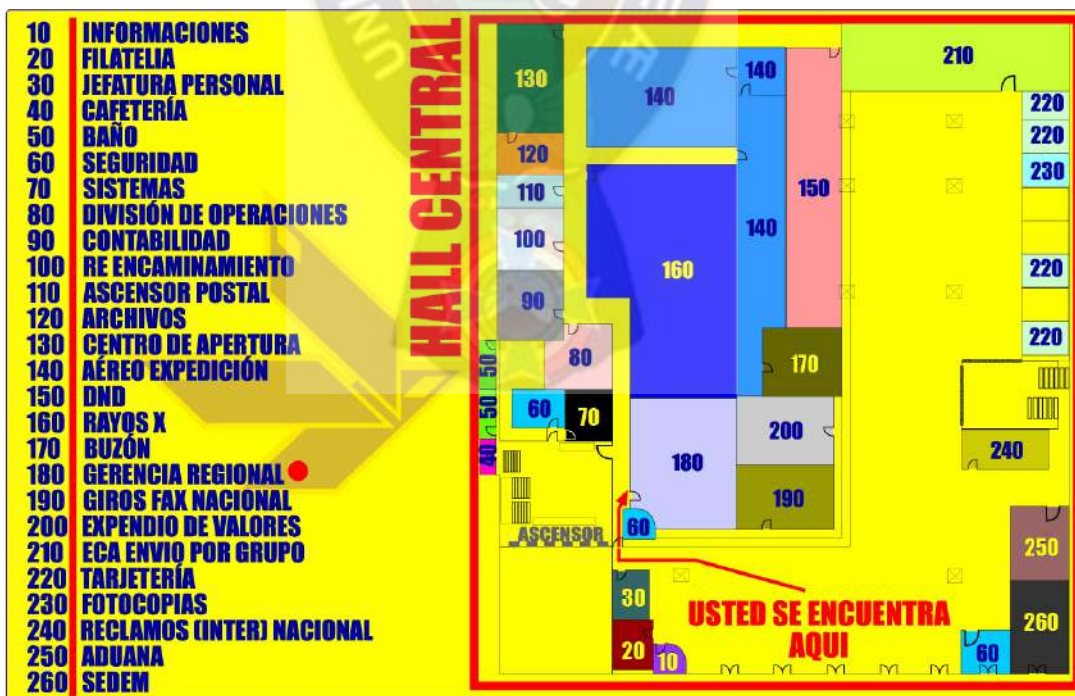 10 INFORMACIONES
20 FILATELIA
30 JEFATURA PERSONAL
40 CAFETERÍA
50 BAÑO
60 SEGURIDAD
70 SISTEMAS
80 DIVISIÓN DE OPERACIONES
90 CONTABILIDAD
100 RE ENCAMINAMIENTO
110 ASCENSOR POSTAL
120 ARCHIVOS
130 CENTRO DE APERTURA
140 AÉREO EXPEDICIÓN
150 DND
160 RAYOS X
170 BUZÓN
180 GERENCIA REGIONAL
190 GIROS FAX NACIONAL
200 EXPENDIO DE VALORES
210 ECA ENVIO POR GRUPO
220 TARJETERÍA
230 FOTOCOPIAS
240 RECLAMOS (INTER) NACIONAL
250 ADUANA
260 SEDEM
HALL CENTRAL
130
120
110
100
90
80
50
50
60
70
40
ASCENSOR
140
140
140
150
160
170
180
200
190
60
30
20
10
210
220
220
230
220
220
240
250
260
60
USTED SE ENCUENTRA
AQUI
UN
Æ